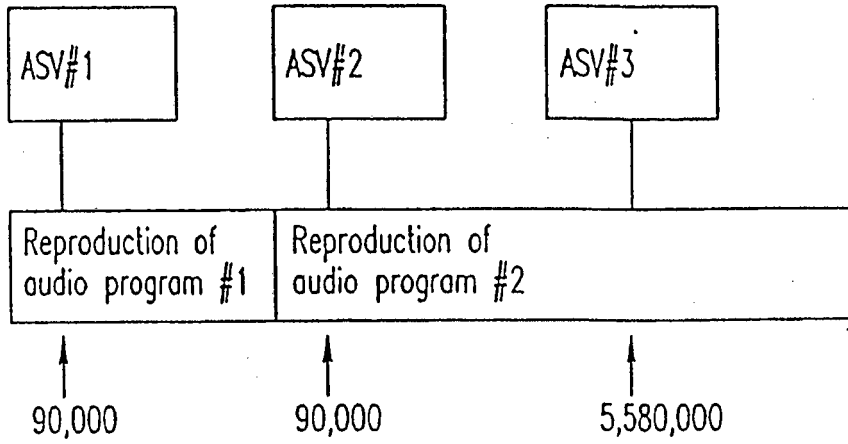 ASV#1
ASV#2
ASV#3
Reproduction of
audio program #1
Reproduction of
audio program #2
90,000
90,000
5,580,000